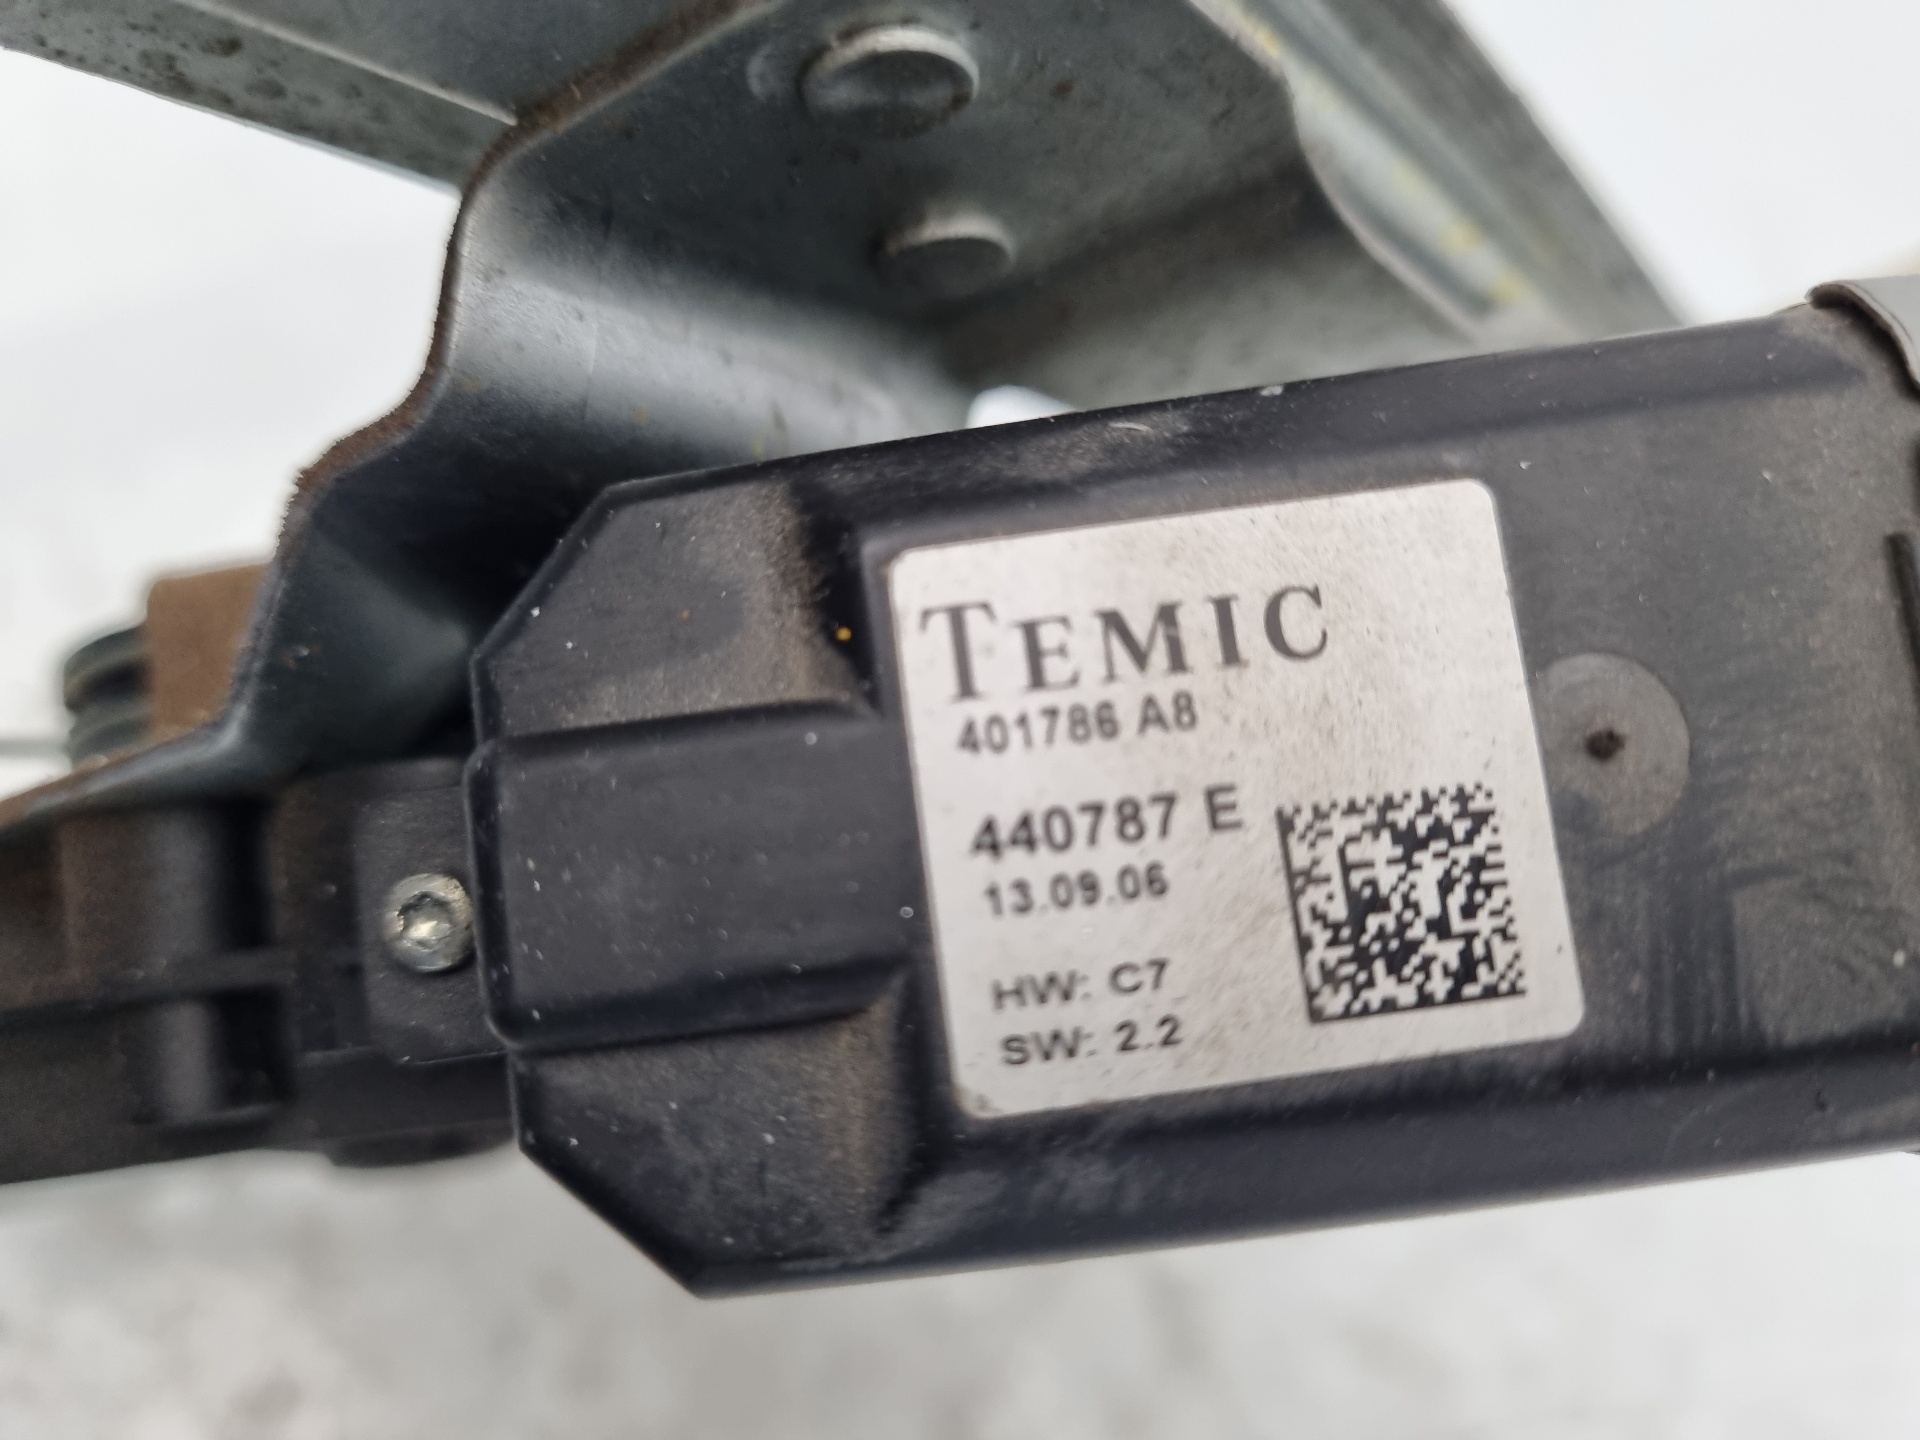 TEMIC
401786 A8
440787 E
13.09.06
HW: C7
SW: 2.2